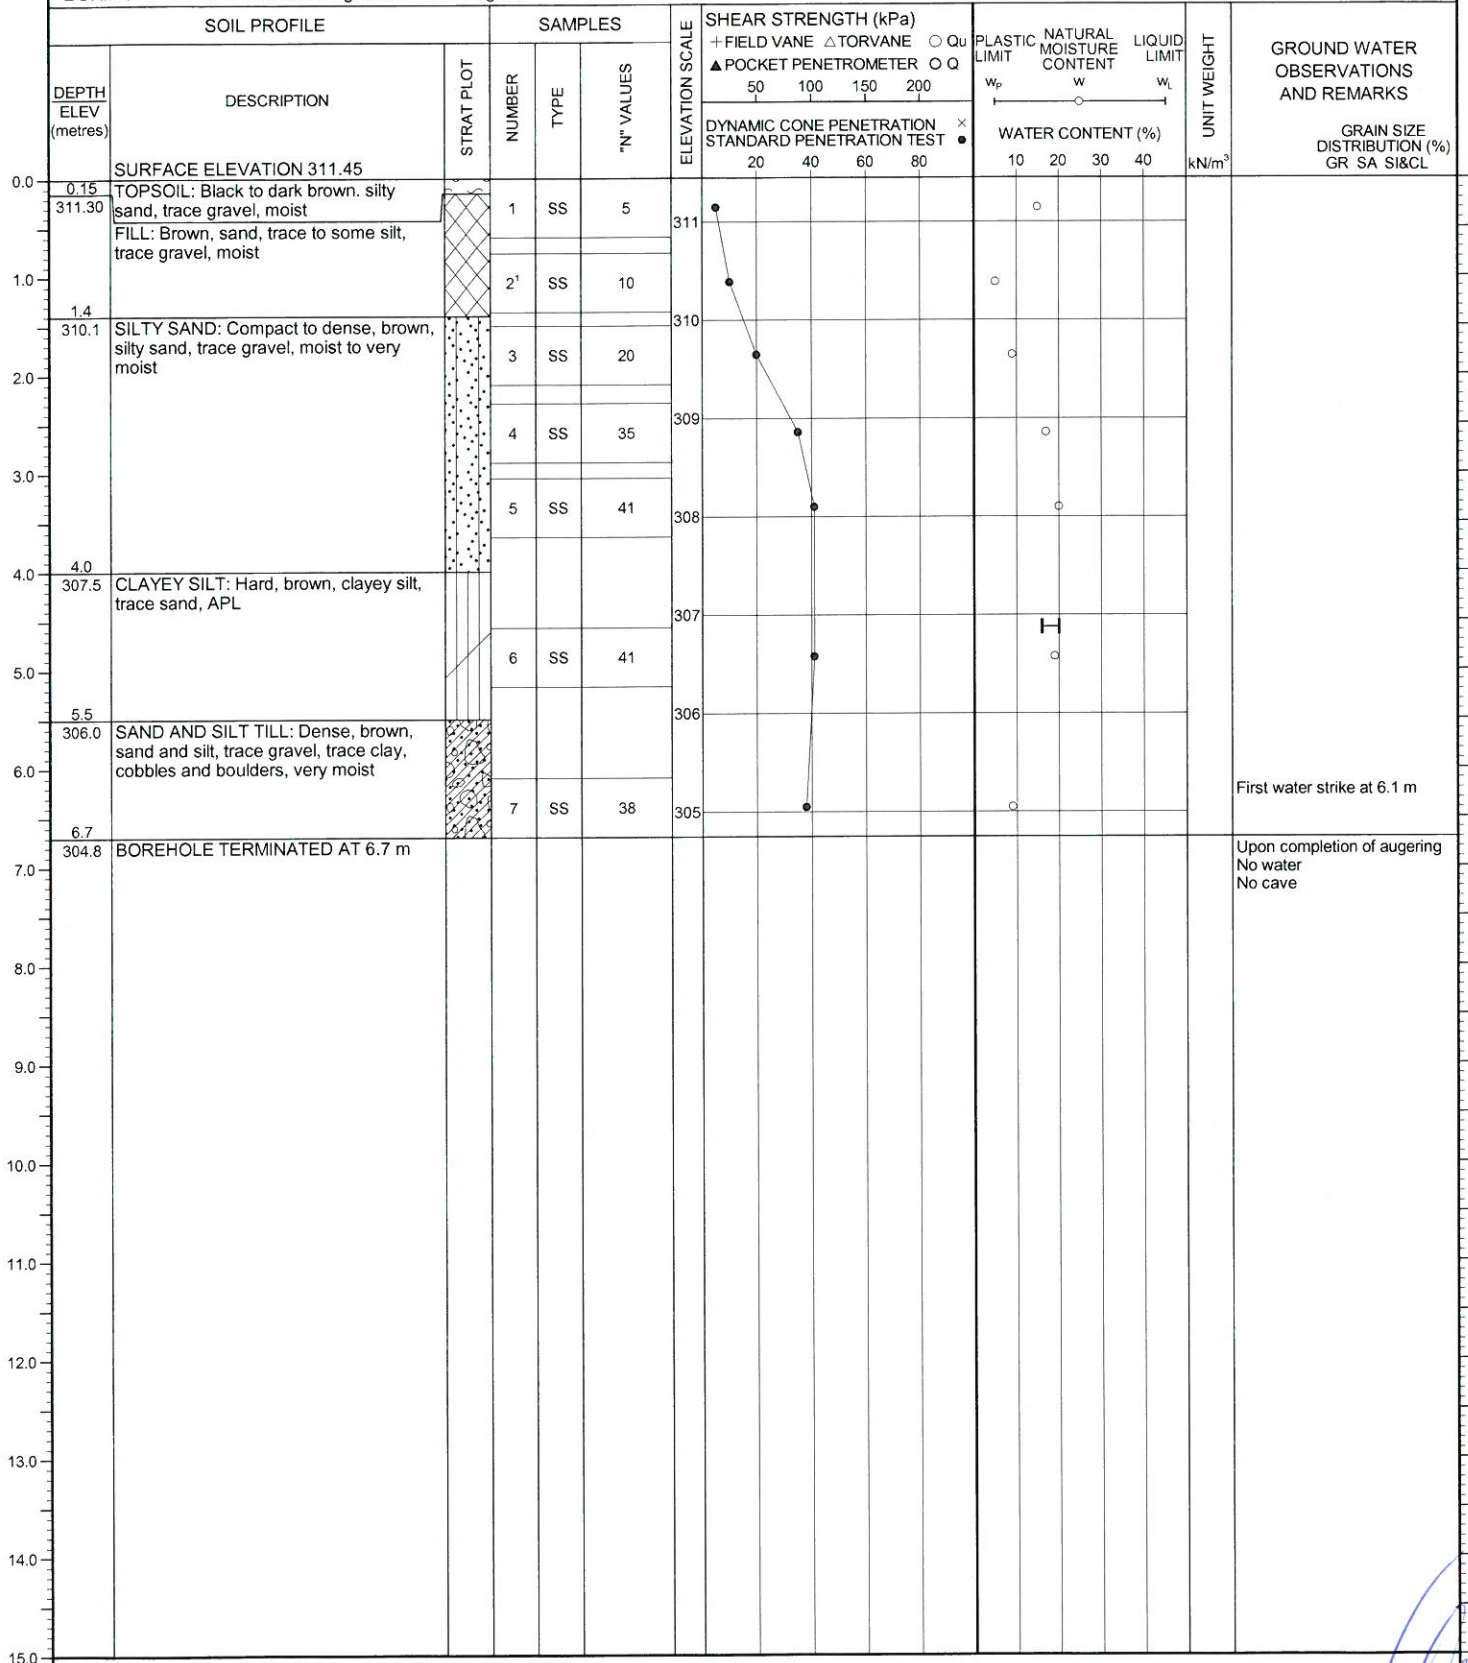 SOIL PROFILE
SAMPLES
DEPTH
ELEV
(metres)
DESCRIPTION
STRAT PLOT
NUMBER
TYPE
"N" VALUES
ELEVATION SCALE
SHEAR STRENGTH (kPa)
+FIELD VANE △TORVANE ○ Qu
▲POCKET PENETROMETER O Q
50 100 150 200
DYNAMIC CONE PENETRATION ×
STANDARD PENETRATION TEST ●
20 40 60 80
PLASTIC LIMIT
NATURAL MOISTURE CONTENT
LIQUID LIMIT
wP w wL
WATER CONTENT (%)
10 20 30 40
UNIT WEIGHT
kN/m³
GROUND WATER
OBSERVATIONS
AND REMARKS
GRAIN SIZE
DISTRIBUTION (%)
GR SA SI&CL
SURFACE ELEVATION 311.45
0.0
0.15 TOPSOIL: Black to dark brown. silty
311.30 sand, trace gravel, moist
1 SS 5
311
FILL: Brown, sand, trace to some silt,
trace gravel, moist
1.0
2¹ SS 10
1.4
310
310.1 SILTY SAND: Compact to dense, brown,
silty sand, trace gravel, moist to very
moist
3 SS 20
2.0
309
4 SS 35
3.0
5 SS 41
308
4.0
4.0
307.5 CLAYEY SILT: Hard, brown, clayey silt,
trace sand, APL
307
6 SS 41
5.0
5.5
306
306.0 SAND AND SILT TILL: Dense, brown,
sand and silt, trace gravel, trace clay,
cobbles and boulders, very moist
6.0
First water strike at 6.1 m
7 SS 38
305
6.7
304.8 BOREHOLE TERMINATED AT 6.7 m
Upon completion of augering
No water
No cave
7.0
8.0
9.0
10.0
11.0
12.0
13.0
14.0
15.0